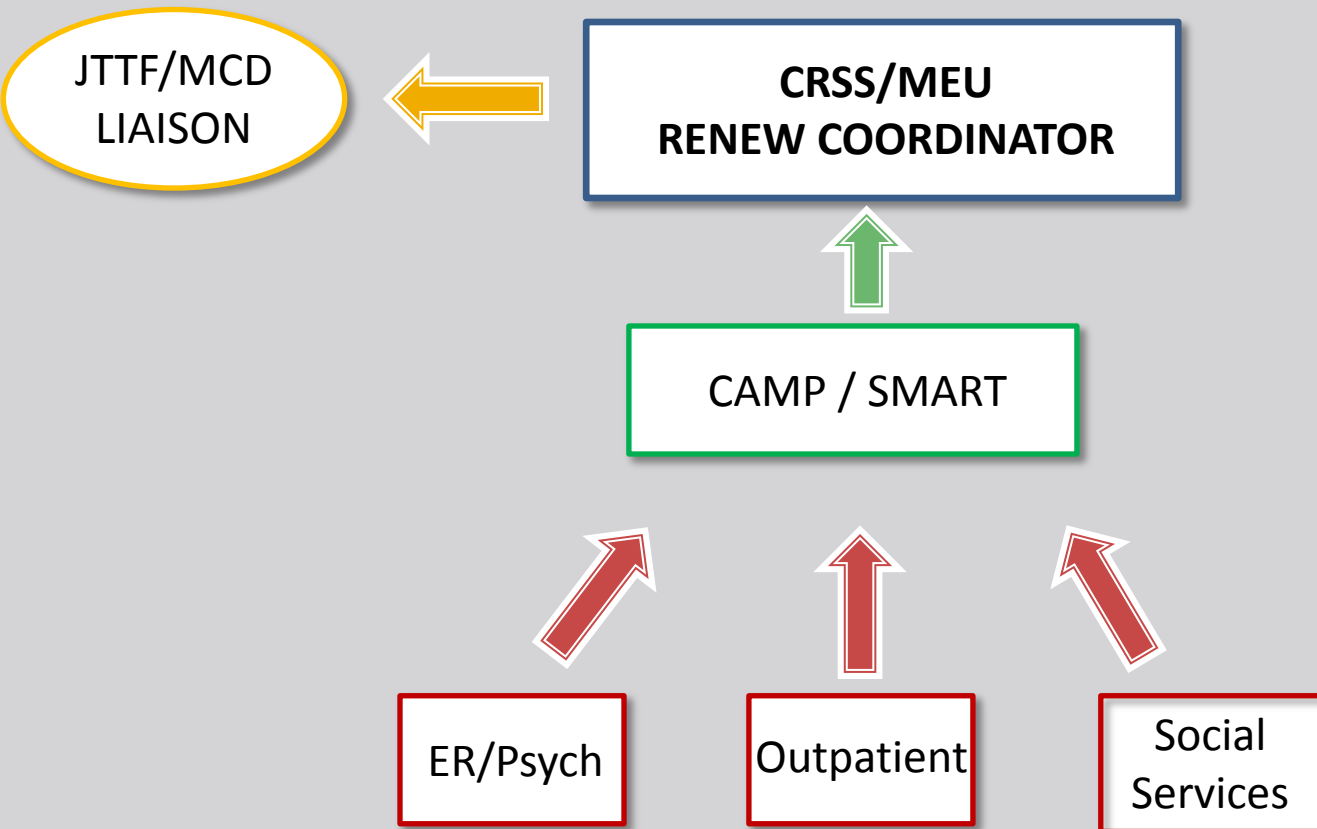 JTTF/MCD
LIAISON
CRSS/MEU
RENEW COORDINATOR
CAMP / SMART
ER/Psych
Outpatient
Social
Services